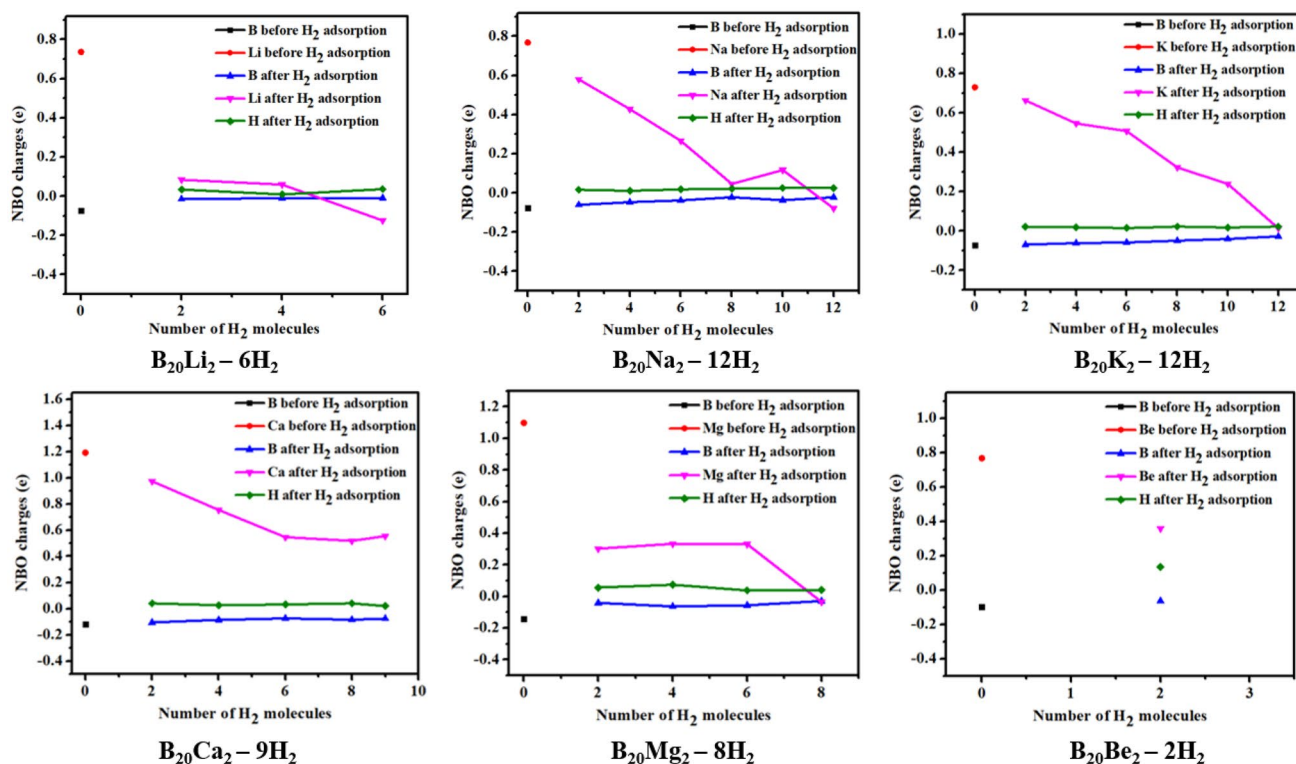 B before H2 adsorption
Li before H2 adsorption
B after H2 adsorption
Li after H2 adsorption
H after H2 adsorption
NBO charges (e)
0.8
0.6
0.4
0.2
0.0
-0.2
-0.4
0 2 4 6
Number of H2 molecules
B20Li2 – 6H2
B before H2 adsorption
Na before H2 adsorption
B after H2 adsorption
Na after H2 adsorption
H after H2 adsorption
NBO charges (e)
0.8
0.6
0.4
0.2
0.0
-0.2
-0.4
0 2 4 6 8 10 12
Number of H2 molecules
B20Na2 – 12H2
B before H2 adsorption
K before H2 adsorption
B after H2 adsorption
K after H2 adsorption
H after H2 adsorption
NBO charges (e)
1.0
0.8
0.6
0.4
0.2
0.0
-0.2
0 2 4 6 8 10 12
Number of H2 molecules
B20K2 – 12H2
B before H2 adsorption
Ca before H2 adsorption
B after H2 adsorption
Ca after H2 adsorption
H after H2 adsorption
NBO charges (e)
1.6
1.4
1.2
1.0
0.8
0.6
0.4
0.2
0.0
-0.2
-0.4
0 2 4 6 8 10
Number of H2 molecules
B20Ca2 – 9H2
B before H2 adsorption
Mg before H2 adsorption
B after H2 adsorption
Mg after H2 adsorption
H after H2 adsorption
NBO charges (e)
1.2
1.0
0.8
0.6
0.4
0.2
0.0
-0.2
-0.4
0 2 4 6 8
Number of H2 molecules
B20Mg2 – 8H2
B before H2 adsorption
Be before H2 adsorption
B after H2 adsorption
Be after H2 adsorption
H after H2 adsorption
NBO charges (e)
1.0
0.8
0.6
0.4
0.2
0.0
-0.2
-0.4
0 1 2 3
Number of H2 molecules
B20Be2 – 2H2